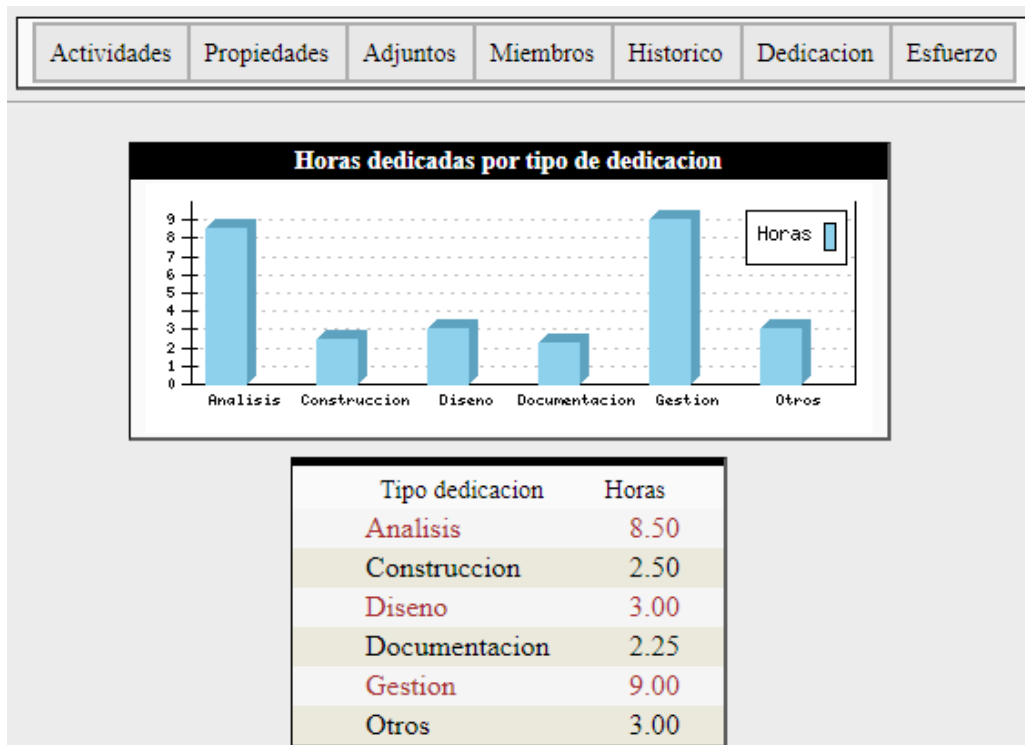 Actividades Propiedades Adjuntos Miembros Historico Dedicacion Esfuerzo
Horas dedicadas por tipo de dedicacion
Horas
9
8
7
6
5
4
3
2
1
0
Analisis Construccion Diseno Documentacion Gestion Otros
Tipo dedicacion Horas
Analisis 8.50
Construccion 2.50
Diseno 3.00
Documentacion 2.25
Gestion 9.00
Otros 3.00